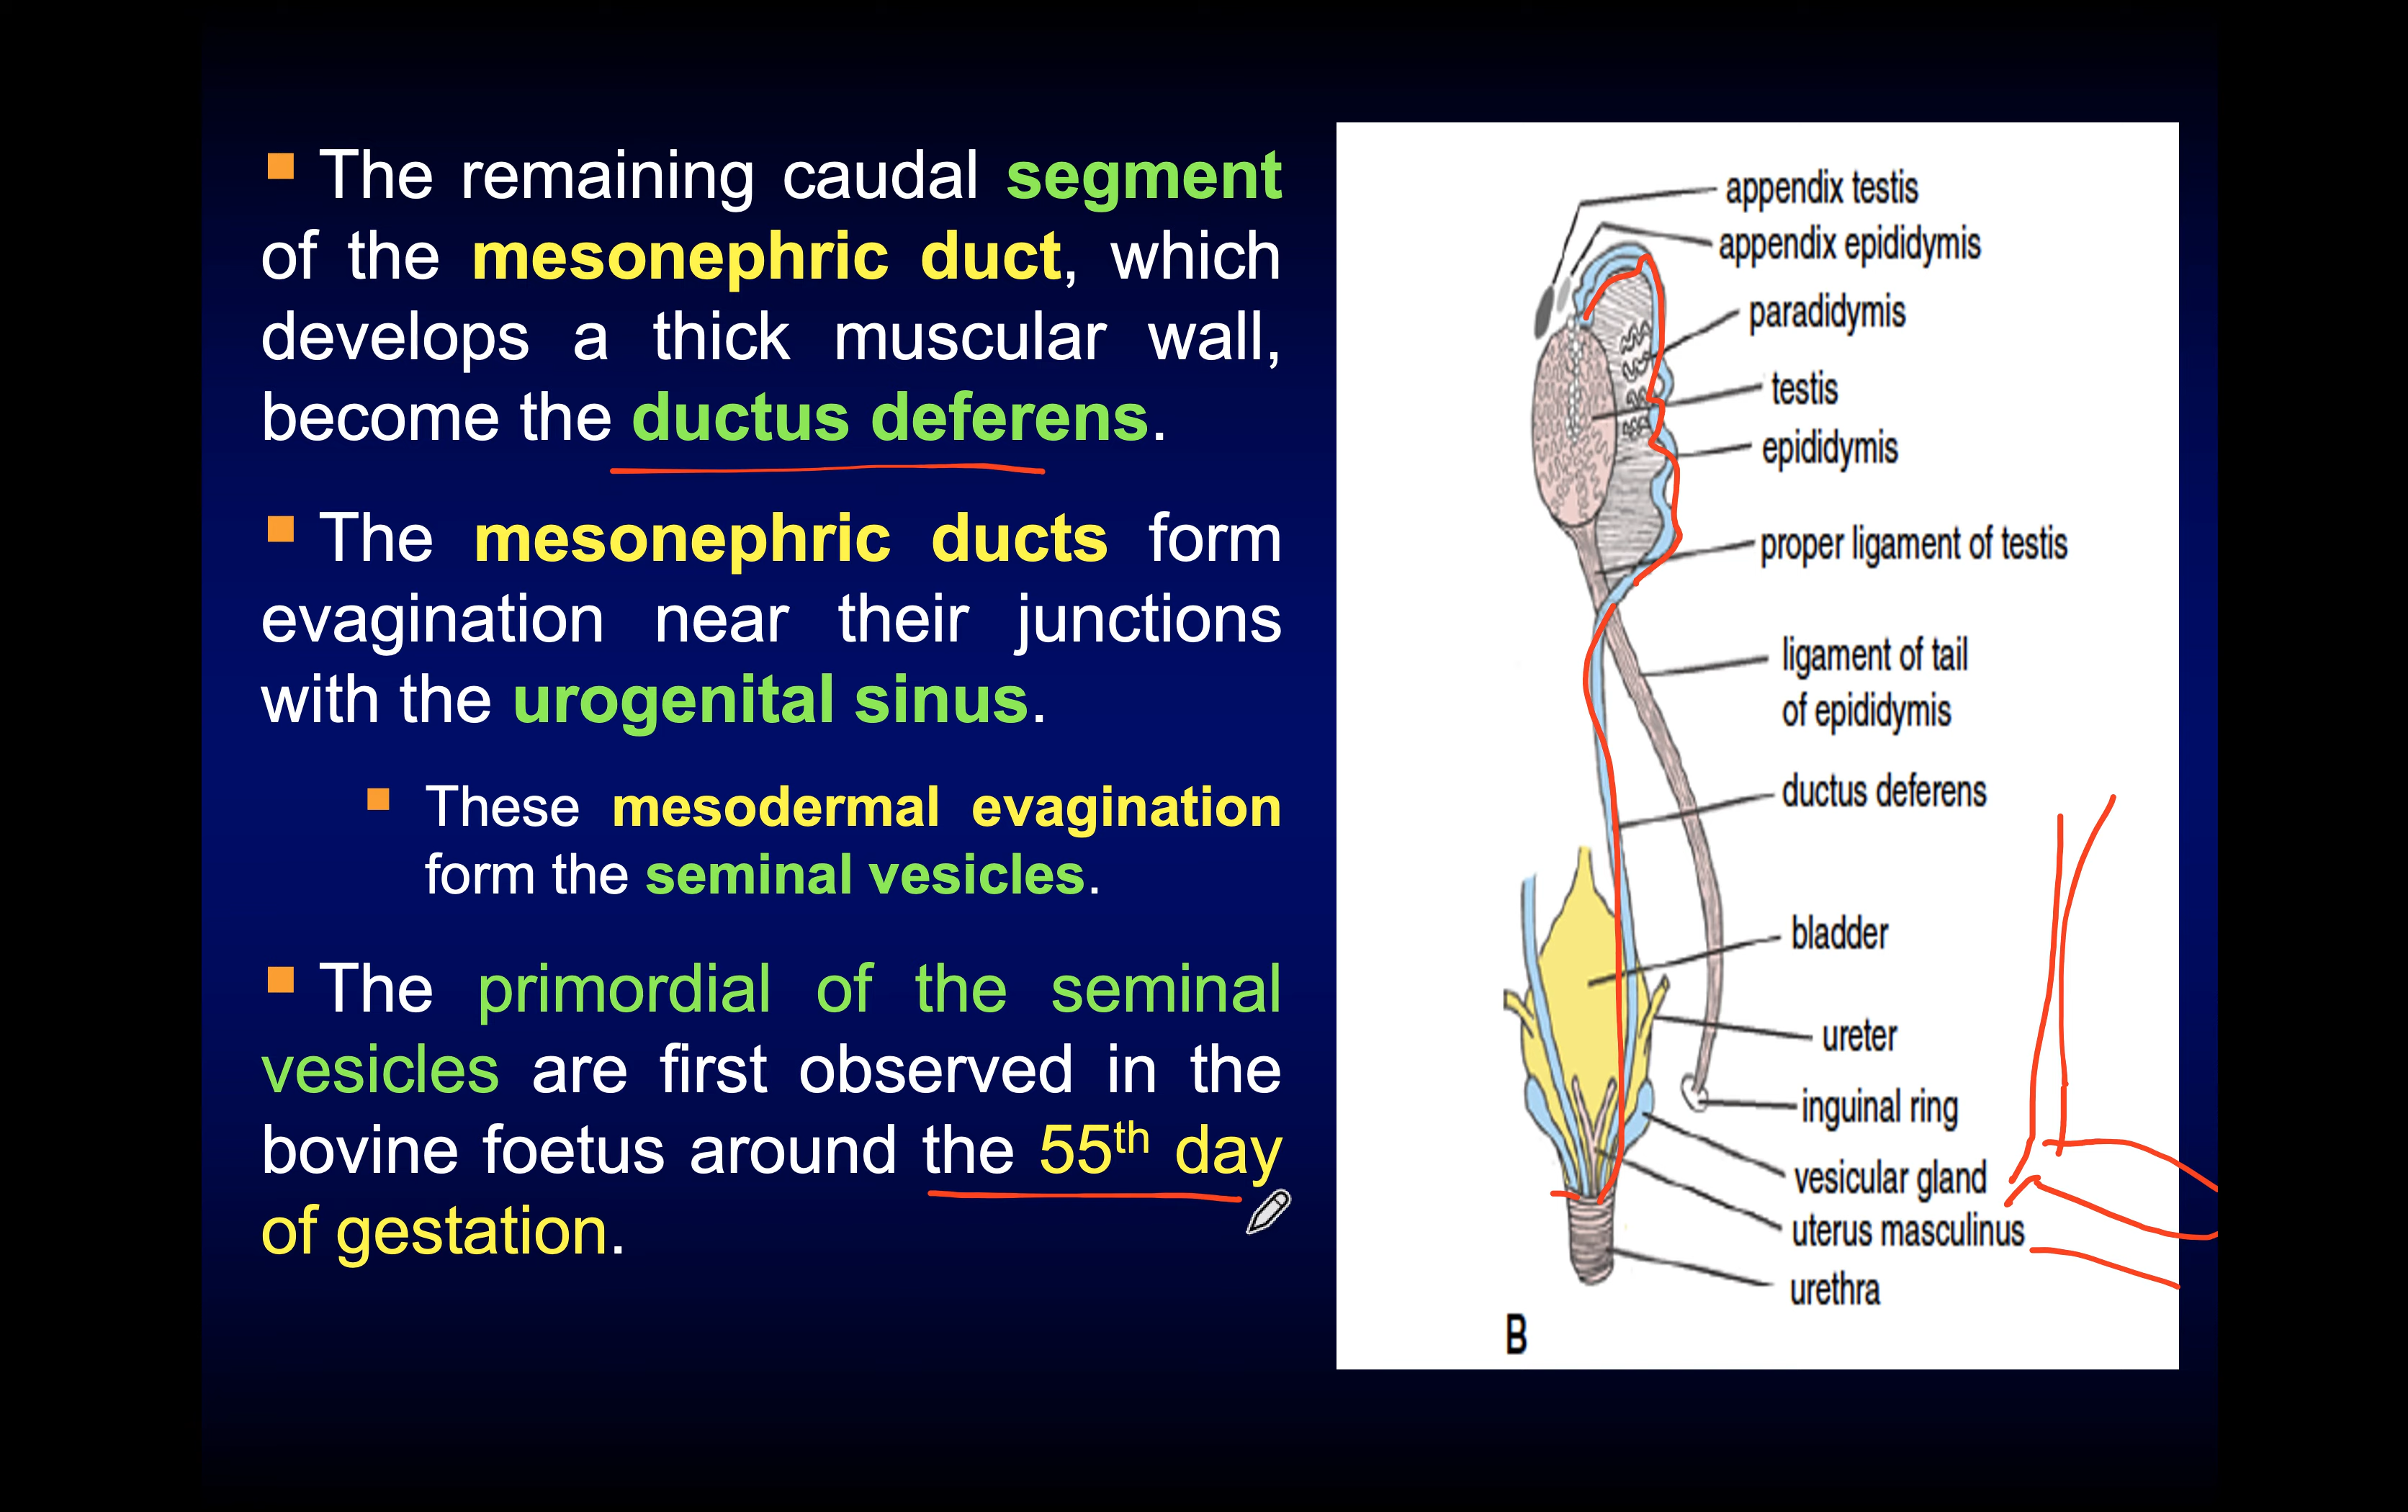 The remaining caudal segment
of the mesonephric duct, which
develops a thick muscular wall,
become the ductus deferens.
The mesonephric ducts form
evagination near their junctions
with the urogenital sinus.
These mesodermal evagination
form the seminal vesicles.
The primordial of the seminal
vesicles are first observed in the
bovine foetus around the 55th day
of gestation.
appendix testis
appendix epididymis
paradidymis
testis
epididymis
proper ligament of testis
ligament of tail
of epididymis
ductus deferens
bladder
ureter
inguinal ring
vesicular gland
uterus masculinus
urethra
B